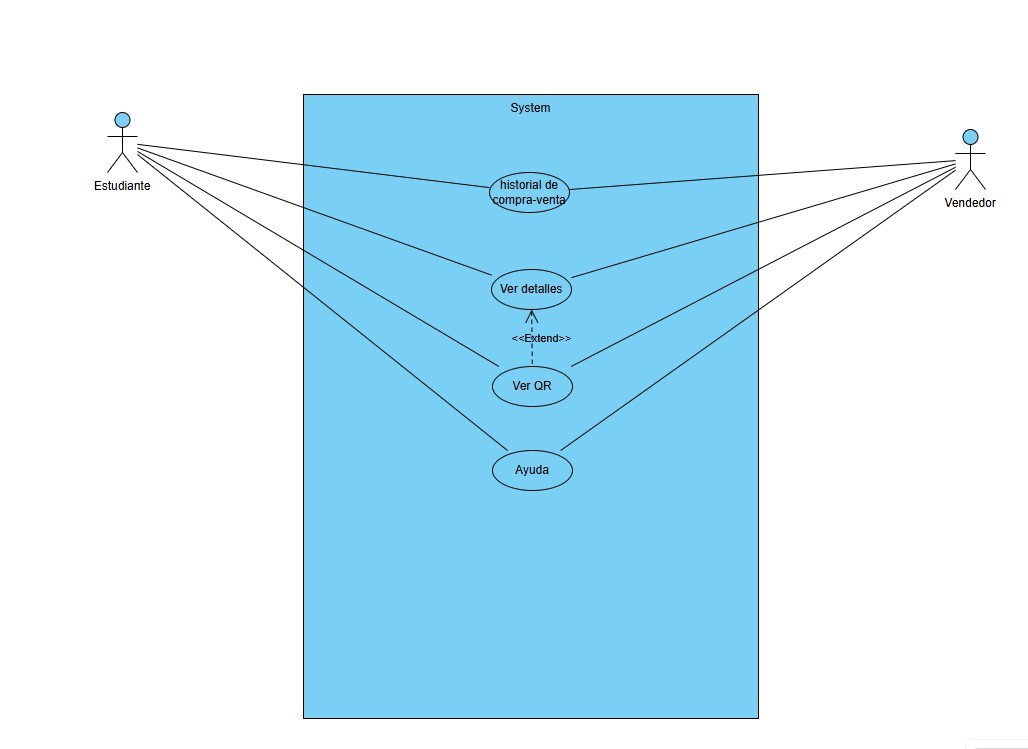 System
Estudiante
Vendedor
historial de
compra-venta
Ver detalles
<<Extend>>
Ver QR
Ayuda